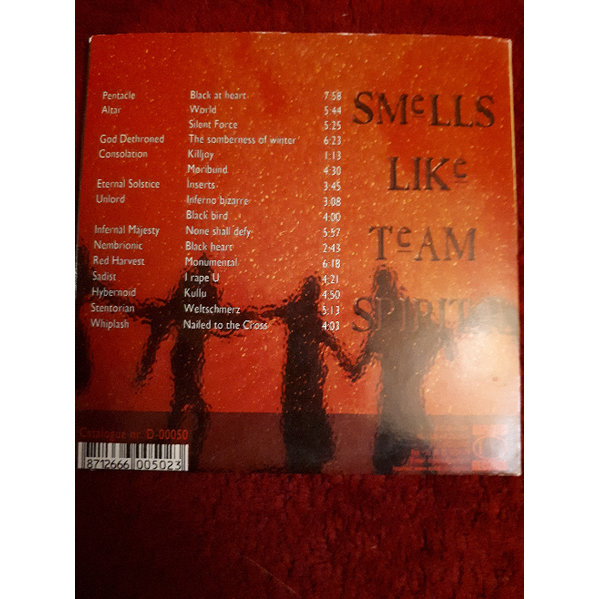 Pentacle Black at heart 7:58
Altar World 5:44
Silent Force 5:25
God Dethroned The somberness of winter 6:23
Consolation Killjoy 1:13
Moribund 4:30
Eternal Solstice Inserts 3:45
Unlord Inferno bizarre 3:08
Black bird 4:00
Infernal Majesty None shall defy 5:57
Nembrionic Black heart 2:43
Red Harvest Monumental 6:18
Sadist I rape U 4:21
Hybernoid Kullu 4:50
Stentorian Weltschmerz 5:13
Whiplash Nailed to the Cross 4:03
SMeLLS
LIKe
TeAM
SPIRIT
Catalogue nr. D-00050
8712666 005023